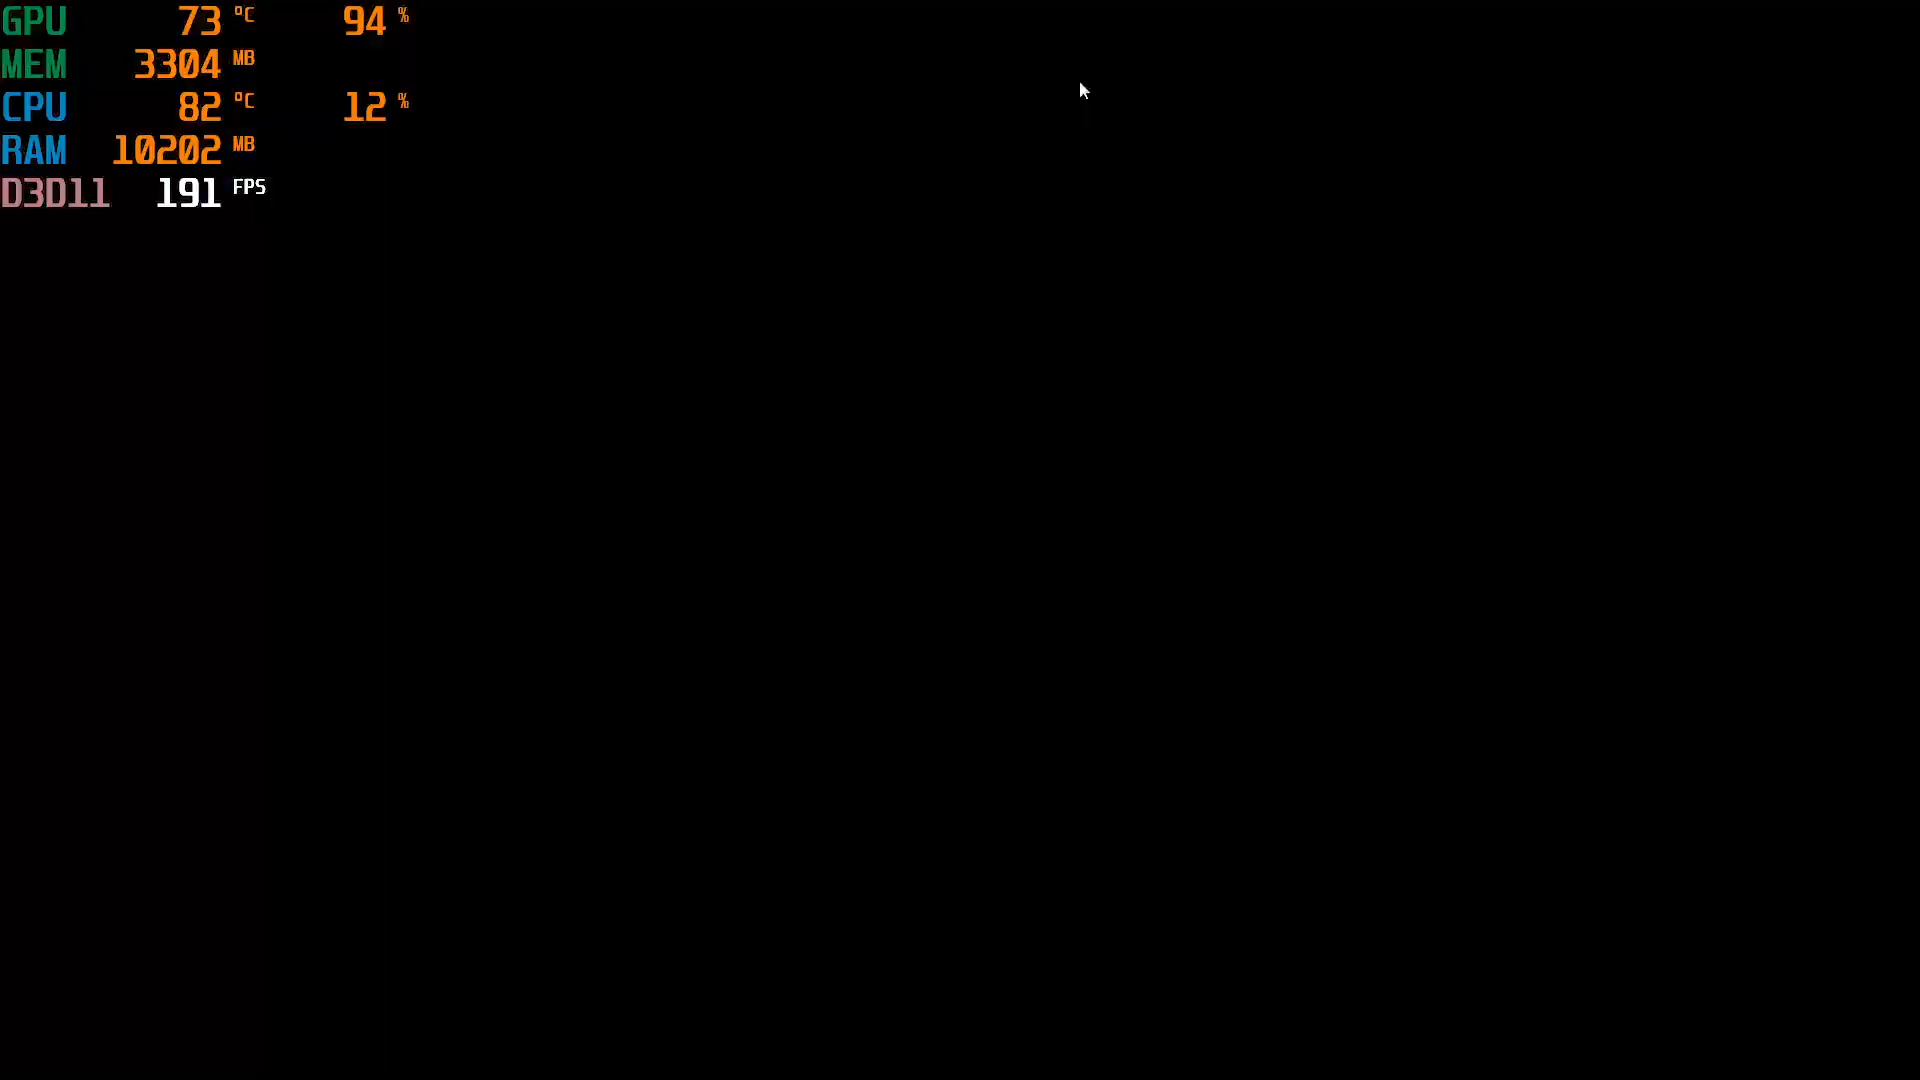 GPU 73 °C 94 %
MEM 3304 MB
CPU 82 °C 12 %
RAM 10202 MB
D3D11 191 FPS